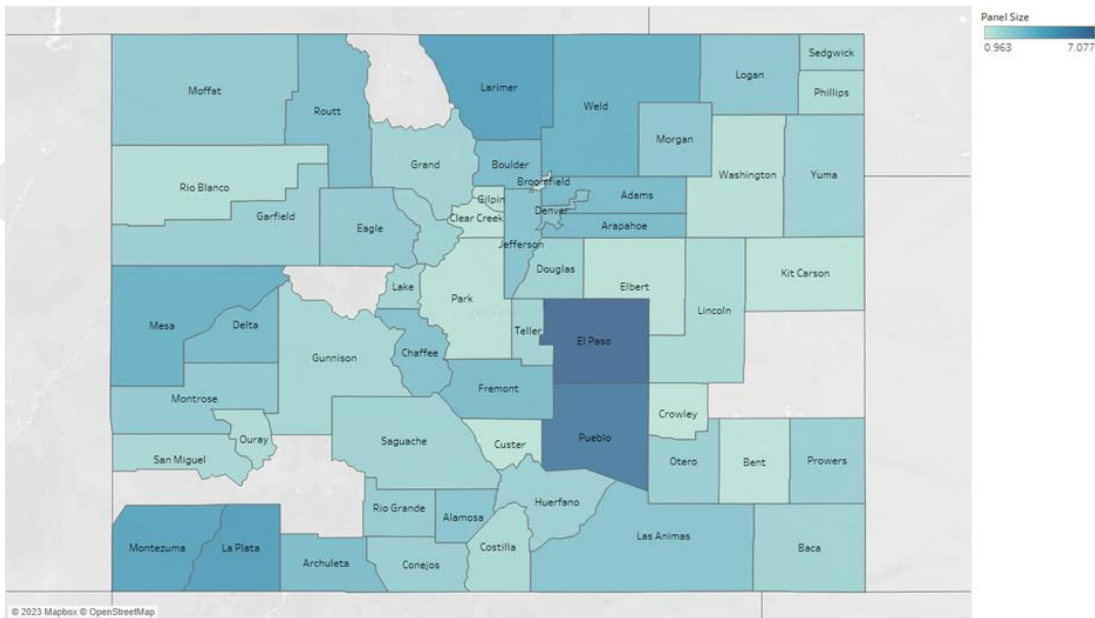 Panel Size
0.963 7.077
Sedgwick
Moffat
Larimer
Logan
Phillips
Routt
Weld
Morgan
Grand
Boulder
Washington
Yuma
Rio Blanco
Broomfield
Gilpin
Adams
Denver
Garfield
Clear Creek
Eagle
Arapahoe
Jefferson
Douglas
Kit Carson
Lake
Elbert
Park
Lincoln
Mesa
Delta
Teller
El Paso
Chaffee
Gunnison
Fremont
Montrose
Crowley
Ouray
Saguache
Custer
Pueblo
San Miguel
Otero
Bent
Prowers
Huerfano
Rio Grande
Alamosa
Las Animas
Montezuma
La Plata
Costilla
Baca
Archuleta
Conejos
© 2023 Mapbox © OpenStreetMap